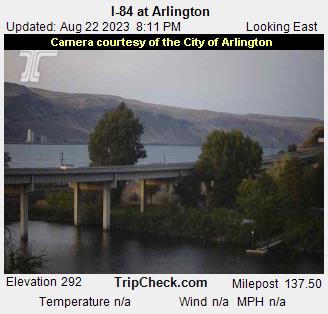 I-84 at Arlington
Updated: Aug 22 2023 8:11 PM Looking East
Camera courtesy of the City of Arlington
Elevation 292 TripCheck.com Milepost 137.50
Temperature n/a Wind n/a MPH n/a